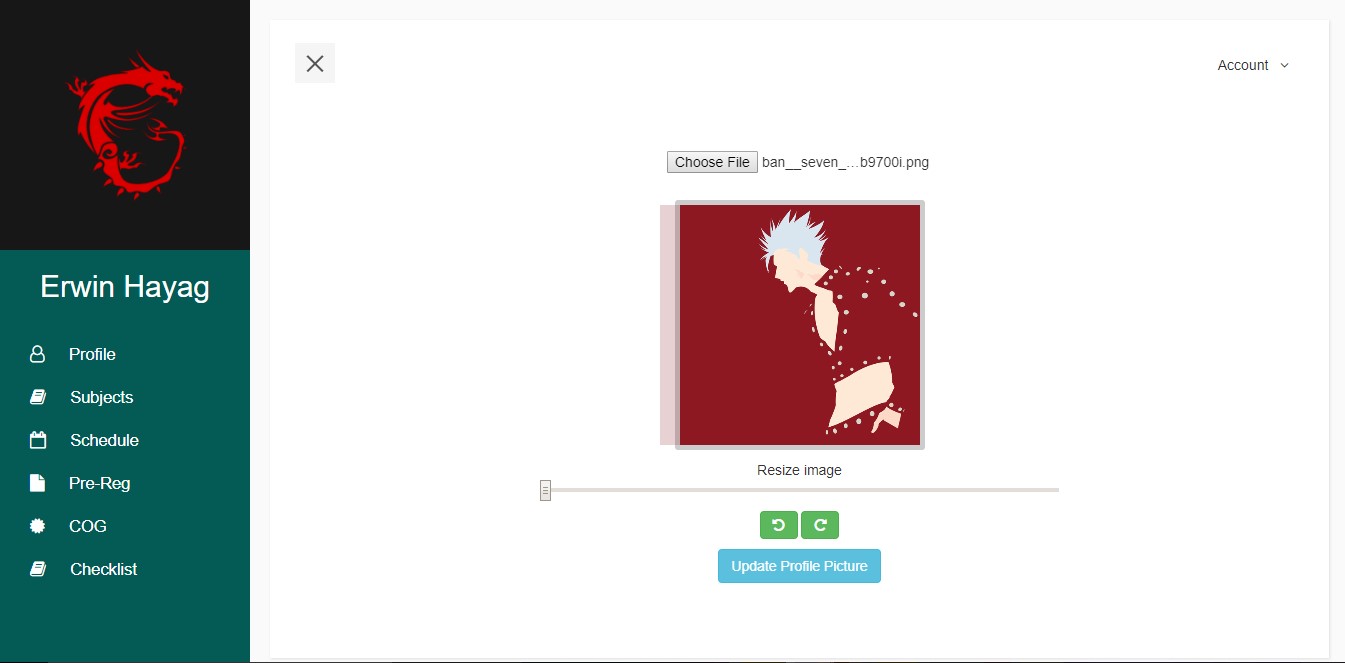 Erwin Hayag
Profile
Subjects
Schedule
Pre-Reg
COG
Checklist
Account
Choose File ban__seven_…b9700i.png
Resize image
Update Profile Picture